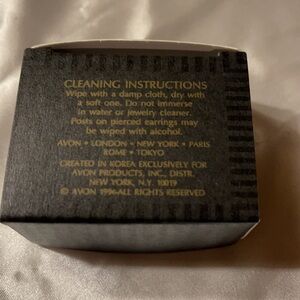 CLEANING INSTRUCTIONS
Wipe with a damp cloth, dry with
a soft one. Do not immerse
in water or jewelry cleaner.
Posts on pierced earrings may
be wiped with alcohol.
AVON • LONDON • NEW YORK • PARIS
ROME • TOKYO
CREATED IN KOREA EXCLUSIVELY FOR
AVON PRODUCTS, INC., DISTR.
NEW YORK, N.Y. 10019
© AVON 1996 ALL RIGHTS RESERVED